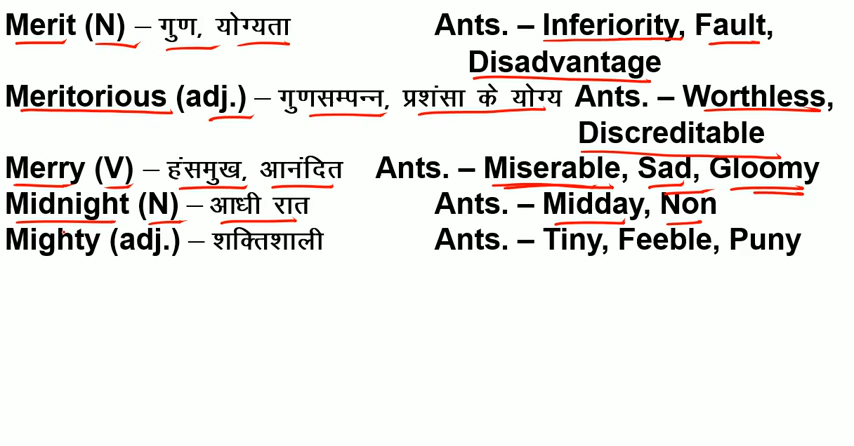 Merit (N) – गुण, योग्यता Ants. – Inferiority, Fault,
Disadvantage
Meritorious (adj.) – गुणसम्पन्न, प्रशंसा के योग्य Ants. – Worthless,
Discreditable
Merry (V) – हंसमुख, आनंदित Ants. – Miserable, Sad, Gloomy
Midnight (N) – आधी रात Ants. – Midday, Non
Mighty (adj.) – शक्तिशाली Ants. – Tiny, Feeble, Puny